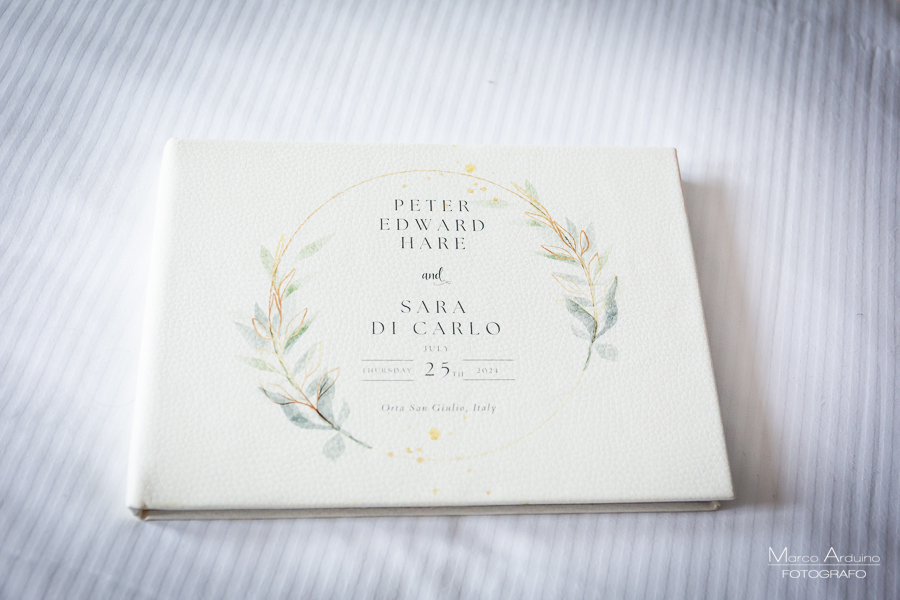 PETER
EDWARD
HARE
and
SARA
DI CARLO
JULY
THURSDAY 25TH 2024
Orta San Giulio, Italy
Marco Arduino
FOTOGRAFO